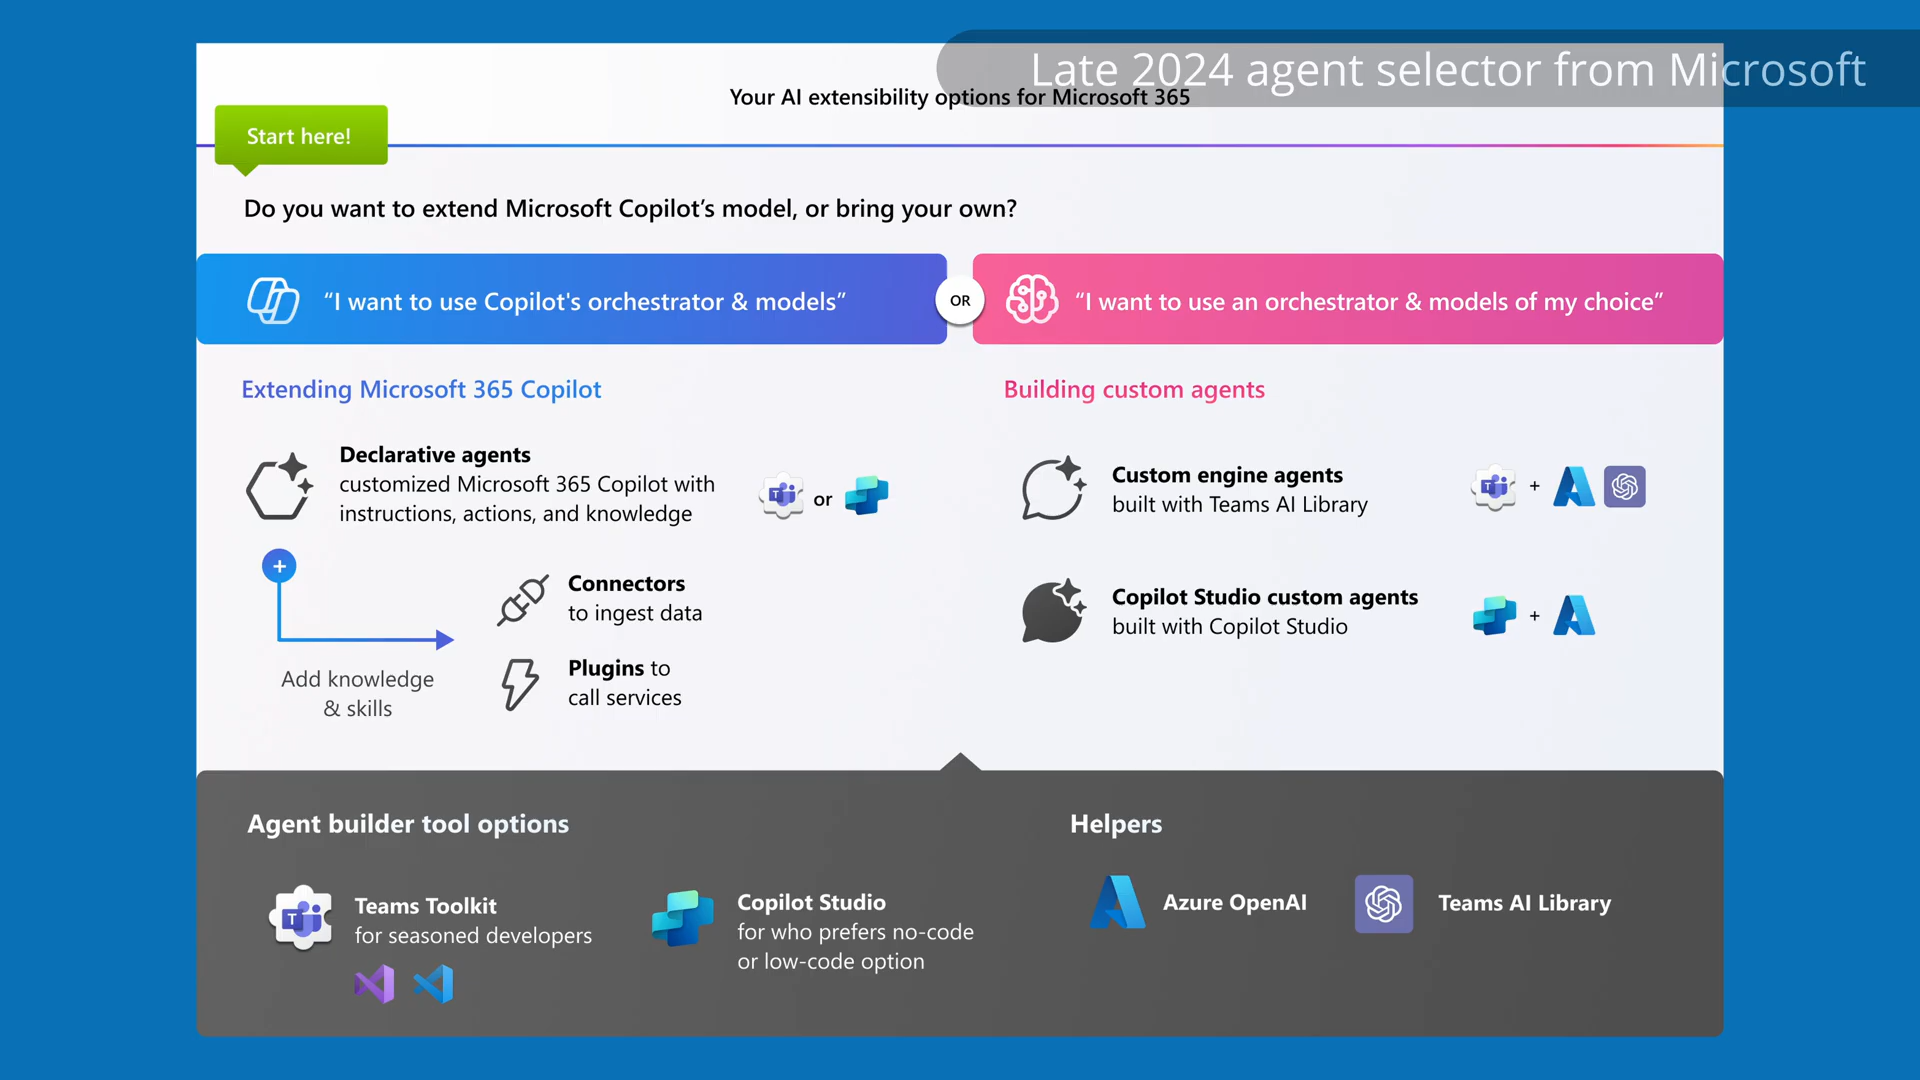 Late 2024 agent selector from Microsoft
Your AI extensibility options for Microsoft 365
Start here!
Do you want to extend Microsoft Copilot’s model, or bring your own?
“I want to use Copilot's orchestrator & models”
OR
“I want to use an orchestrator & models of my choice”
Extending Microsoft 365 Copilot
Declarative agents
customized Microsoft 365 Copilot with
instructions, actions, and knowledge
or
+
Add knowledge
& skills
Connectors
to ingest data
Plugins to
call services
Building custom agents
Custom engine agents
built with Teams AI Library
+
Copilot Studio custom agents
built with Copilot Studio
+
Agent builder tool options
Teams Toolkit
for seasoned developers
Copilot Studio
for who prefers no-code
or low-code option
Helpers
Azure OpenAI
Teams AI Library